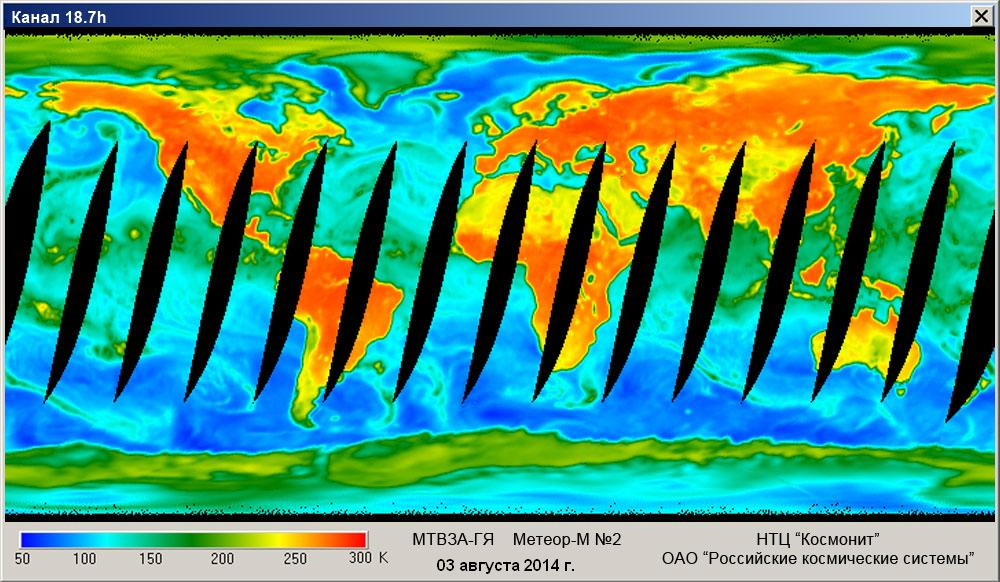 Канал 18.7h
50 100 150 200 250 300 K
МТВЗА-ГЯ Метеор-М №2
03 августа 2014 г.
НТЦ “Космонит”
ОАО “Российские космические системы”